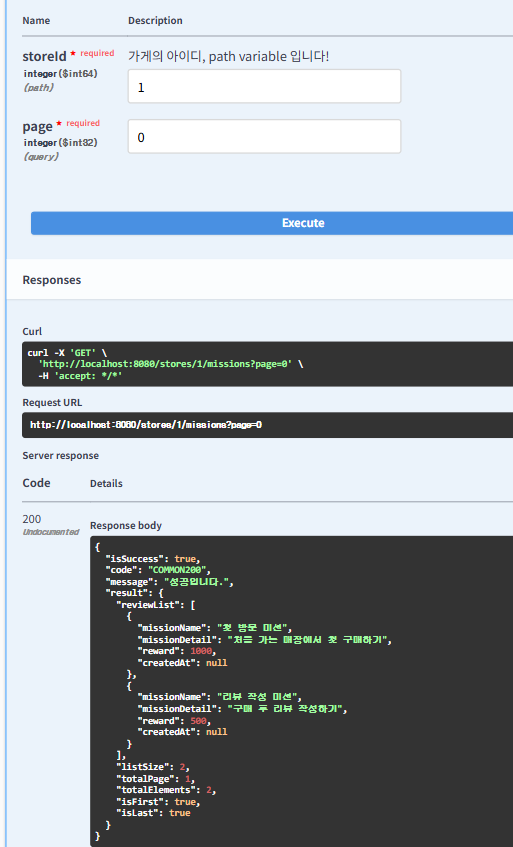 Name Description
storeId * required 가게의 아이디, path variable 입니다!
integer($int64)
(path)
1
page * required
integer($int32)
(query)
0
Execute
Responses
Curl
curl -X 'GET' \
'http://localhost:8080/stores/1/missions?page=0' \
-H 'accept: */*'
Request URL
http://localhost:8080/stores/1/missions?page=0
Server response
Code Details
200
Undocumented
Response body
{
"isSuccess": true,
"code": "COMMON200",
"message": "성공입니다.",
"result": {
"reviewList": [
{
"missionName": "첫 방문 미션",
"missionDetail": "처음 가는 매장에서 첫 구매하기",
"reward": 1000,
"createdAt": null
},
{
"missionName": "리뷰 작성 미션",
"missionDetail": "구매 후 리뷰 작성하기",
"reward": 500,
"createdAt": null
}
],
"listSize": 2,
"totalPage": 1,
"totalElements": 2,
"isFirst": true,
"isLast": true
}
}